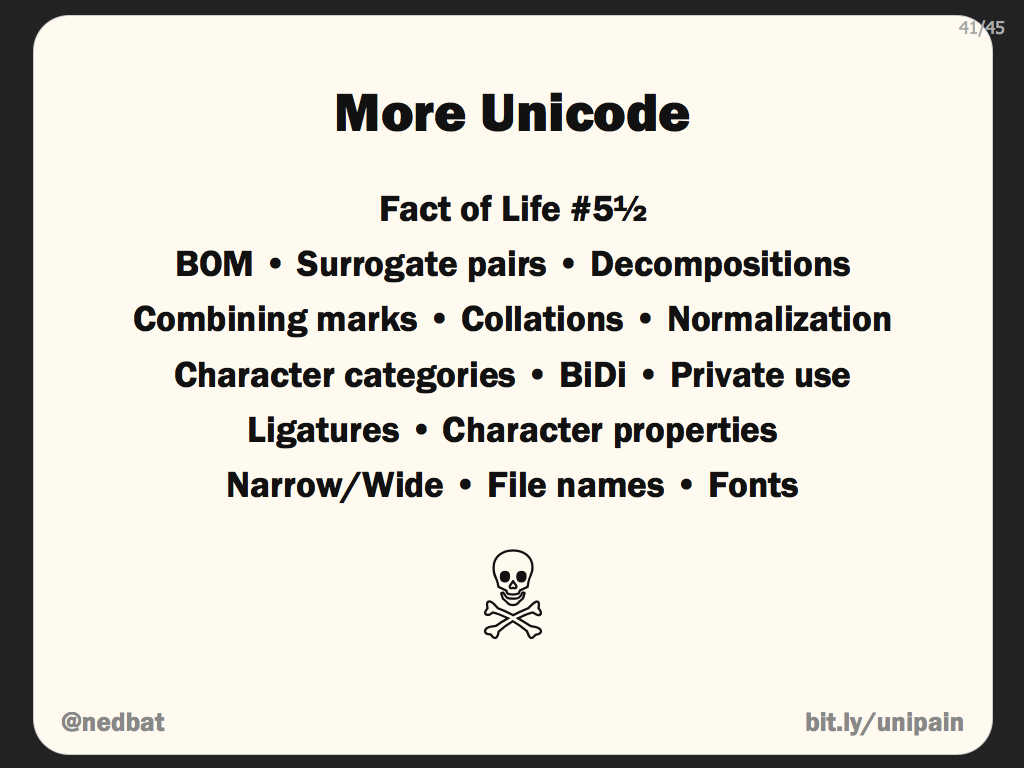 41/45
More Unicode
Fact of Life #5½
BOM • Surrogate pairs • Decompositions
Combining marks • Collations • Normalization
Character categories • BiDi • Private use
Ligatures • Character properties
Narrow/Wide • File names • Fonts
☠
@nedbat
bit.ly/unipain